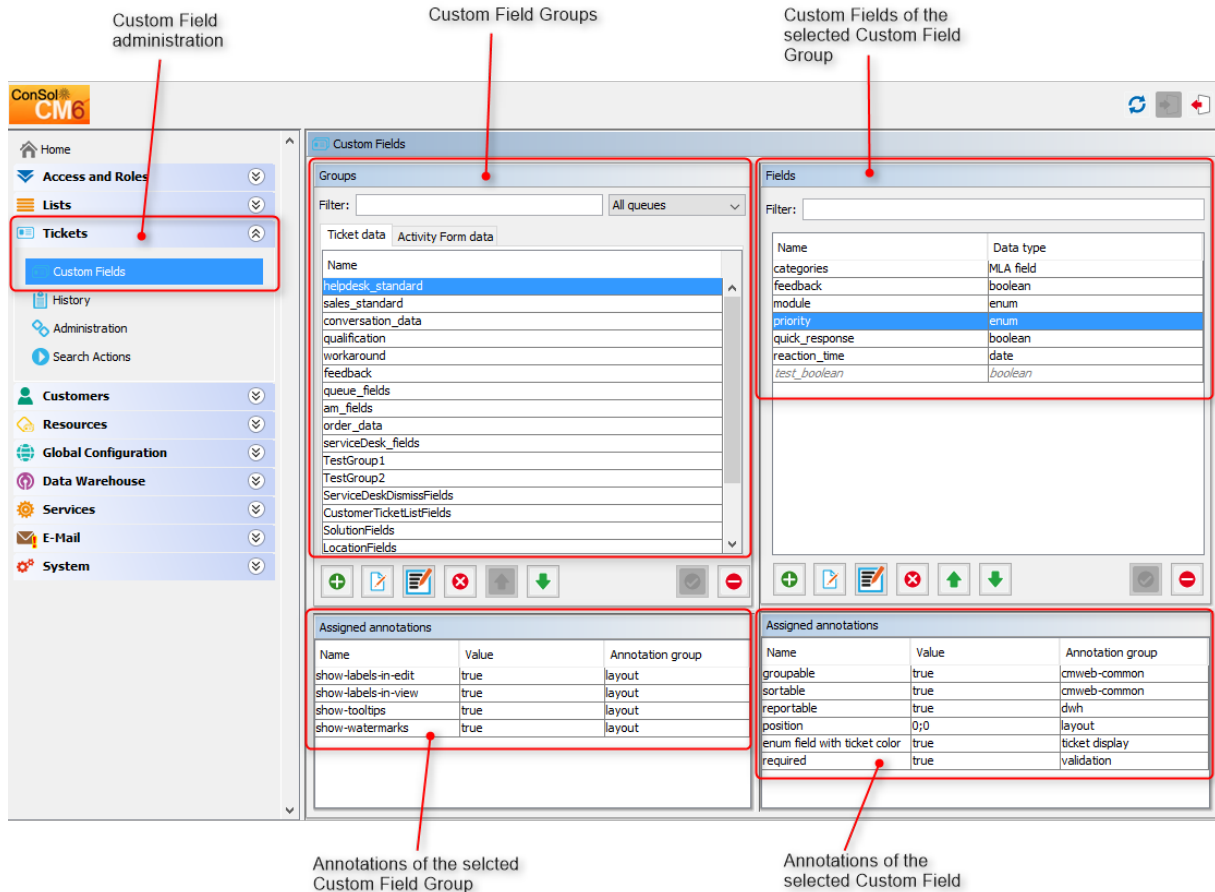 Custom Field
administration
Custom Field Groups
Custom Fields of the
selected Custom Field
Group
ConSol
CM6
Home
Access and Roles
Lists
Tickets
Custom Fields
History
Administration
Search Actions
Customers
Resources
Global Configuration
Data Warehouse
Services
E-Mail
System
Custom Fields
Groups
Filter: All queues
Ticket data Activity Form data
Name
helpdesk_standard
sales_standard
conversation_data
qualification
workaround
feedback
queue_fields
am_fields
order_data
serviceDesk_fields
TestGroup1
TestGroup2
ServiceDeskDismissFields
CustomerTicketListFields
SolutionFields
LocationFields
Fields
Filter:
Name Data type
categories MLA field
feedback boolean
module enum
priority enum
quick_response boolean
reaction_time date
test_boolean boolean
Assigned annotations
Name Value Annotation group
show-labels-in-edit true layout
show-labels-in-view true layout
show-tooltips true layout
show-watermarks true layout
Assigned annotations
Name Value Annotation group
groupable true cmweb-common
sortable true cmweb-common
reportable true dwh
position 0;0 layout
enum field with ticket color true ticket display
required true validation
Annotations of the selcted
Custom Field Group
Annotations of the
selected Custom Field